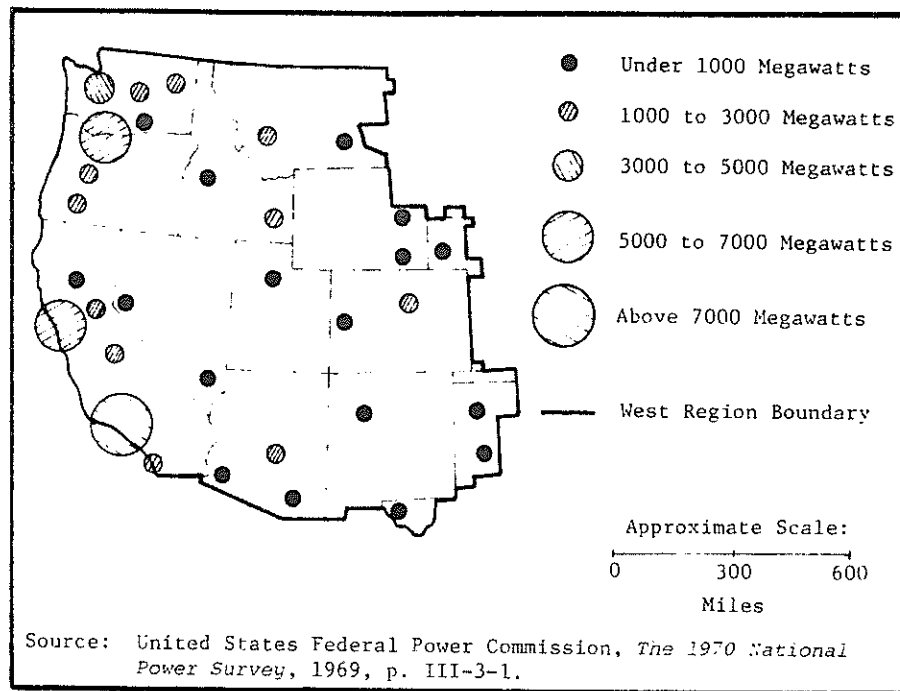 Under 1000 Megawatts
1000 to 3000 Megawatts
3000 to 5000 Megawatts
5000 to 7000 Megawatts
Above 7000 Megawatts
West Region Boundary
Approximate Scale:
0 300 600
Miles
Source: United States Federal Power Commission, The 1970 National
Power Survey, 1969, p. III-3-1.